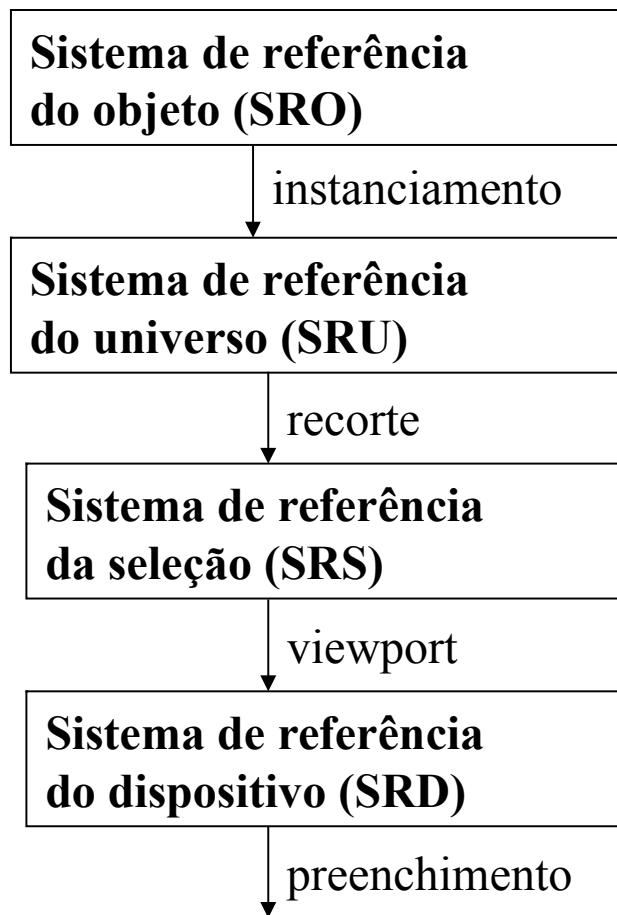 Sistema de referência
do objeto (SRO)
instanciamento
Sistema de referência
do universo (SRU)
recorte
Sistema de referência
da seleção (SRS)
viewport
Sistema de referência
do dispositivo (SRD)
preenchimento